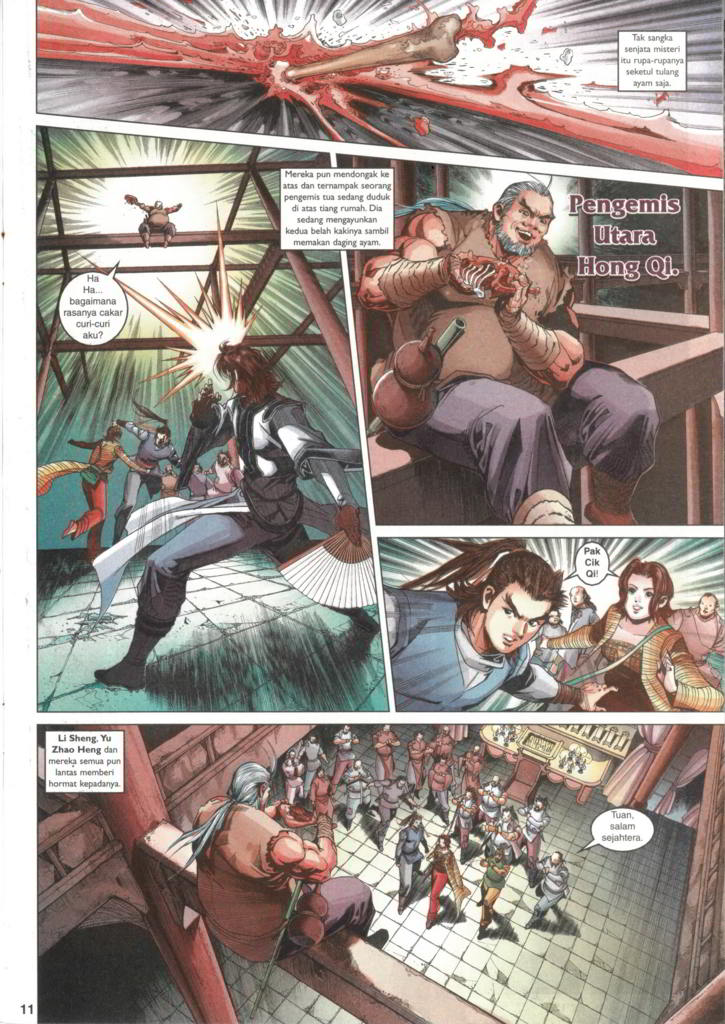 Tak sangka
senjata misteri
itu rupa-rupanya
seketul tulang
ayam saja.
Mereka pun mendongak ke
atas dan ternampak seorang
pengemis tua sedang duduk
di atas tiang rumah. Dia
sedang mengayunkan
kedua belah kakinya sambil
memakan daging ayam.
Ha
Ha...
bagaimana
rasanya cakar
curi-curi
aku?
Pengemis
Utara
Hong Qi.
Pak
Cik
Qi!
Li Sheng, Yu
Zhao Heng dan
mereka semua pun
lantas memberi
hormat kepadanya.
Tuan,
salam
sejahtera.
11